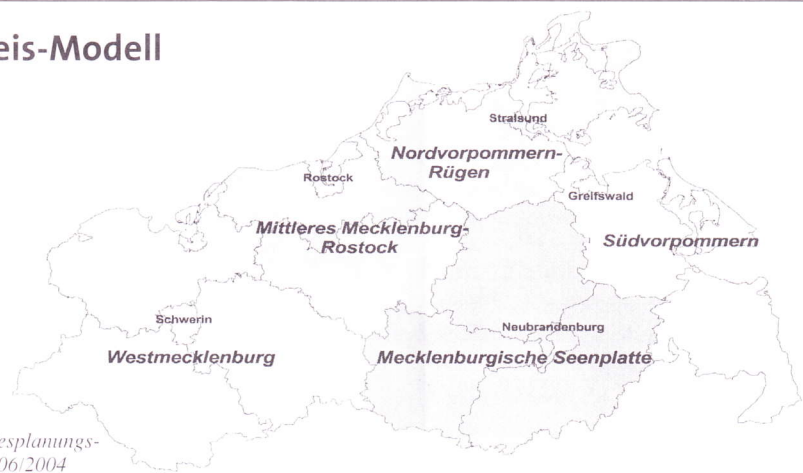 eis-Modell
Stralsund
Nordvorpommern-
Rügen
Rostock
Greifswald
Mittleres Mecklenburg-
Rostock
Südvorpommern
Schwerin
Neubrandenburg
Westmecklenburg
Mecklenburgische Seenplatte
esplanungs-
06/2004